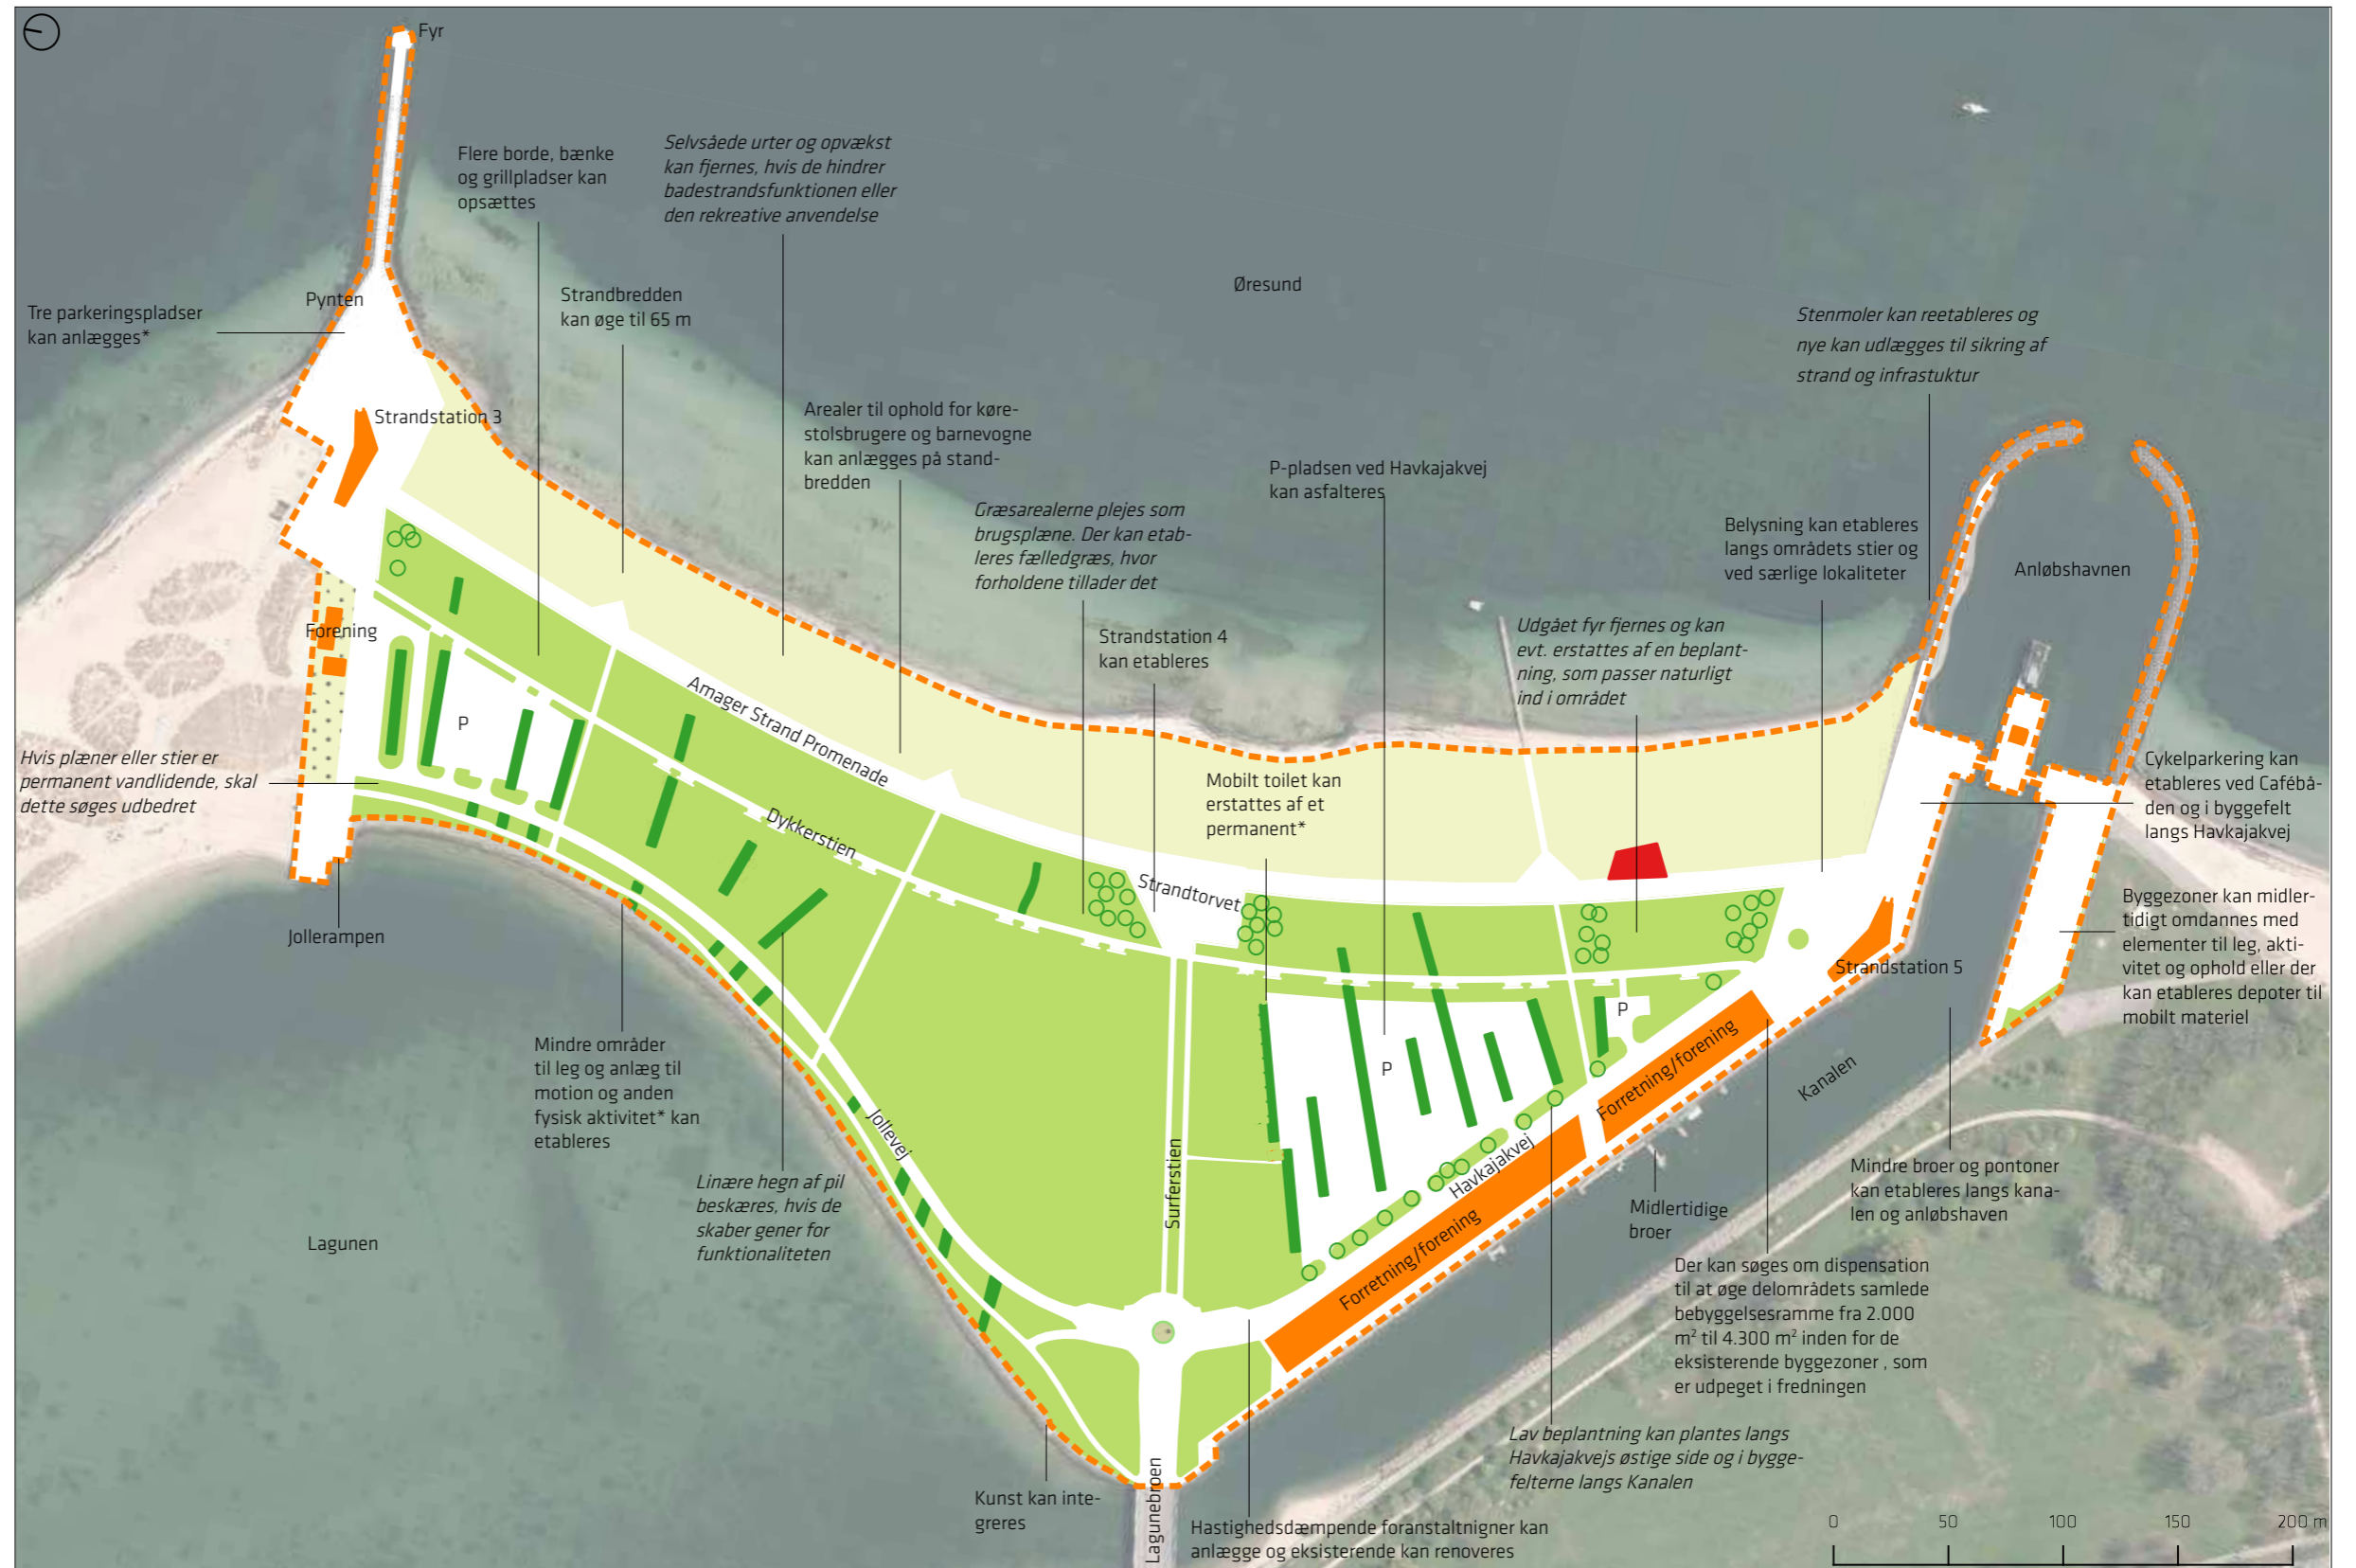 Fyr
Flere borde, bænke
og grillpladser kan
opsættes
Selvsåede urter og opvækst
kan fjernes, hvis de hindrer
badestrandsfunktionen eller
den rekreative anvendelse
Øresund
Pynten
Tre parkeringspladser
kan anlægges*
Strandbredden
kan øge til 65 m
Stenmoler kan reetableres og
nye kan udlægges til sikring af
strand og infrastuktur
Strandstation 3
Arealer til ophold for køre-
stolsbrugere og barnevogne
kan anlægges på stand-
bredden
P-pladsen ved Havkajakvej
kan asfalteres
Græsarealerne plejes som
brugsplæne. Der kan etab-
leres fælledgræs, hvor
forholdene tillader det
Belysning kan etableres
langs områdets stier og
ved særlige lokaliteter
Anløbshavnen
Forening
Strandstation 4
kan etableres
Udgået fyr fjernes og kan
evt. erstattes af en beplant-
ning, som passer naturligt
ind i området
Amager Strand Promenade
P
Hvis plæner eller stier er
permanent vandlidende, skal
dette søges udbedret
Dykkerstien
Mobilt toilet kan
erstattes af et
permanent*
Cykelparkering kan
etableres ved Cafébå-
den og i byggefelt
langs Havkajakvej
Strandtorvet
Jollerampen
Byggezoner kan midler-
tidigt omdannes med
elementer til leg, akti-
vitet og ophold eller der
kan etableres depoter til
mobilt materiel
Strandstation 5
P
P
Mindre områder
til leg og anlæg til
motion og anden
fysisk aktivitet* kan
etableres
Jollevej
Forretning/forening
Kanalen
Surferstien
Havkajakvej
Linære hegn af pil
beskæres, hvis de
skaber gener for
funktionaliteten
Midlertidige
broer
Mindre broer og pontoner
kan etableres langs kana-
len og anløbshaven
Lagunen
Forretning/forening
Der kan søges om dispensation
til at øge delområdets samlede
bebyggelsesramme fra 2.000
m² til 4.300 m² inden for de
eksisterende byggezoner , som
er udpeget i fredningen
Lav beplantning kan plantes langs
Havkajakvejs østige side og i bygge-
felterne langs Kanalen
Kunst kan inte-
greres
Lagunebroen
Hastighedsdæmpende foranstaltnigner kan
anlægge og eksisterende kan renoveres
0 50 100 150 200 m